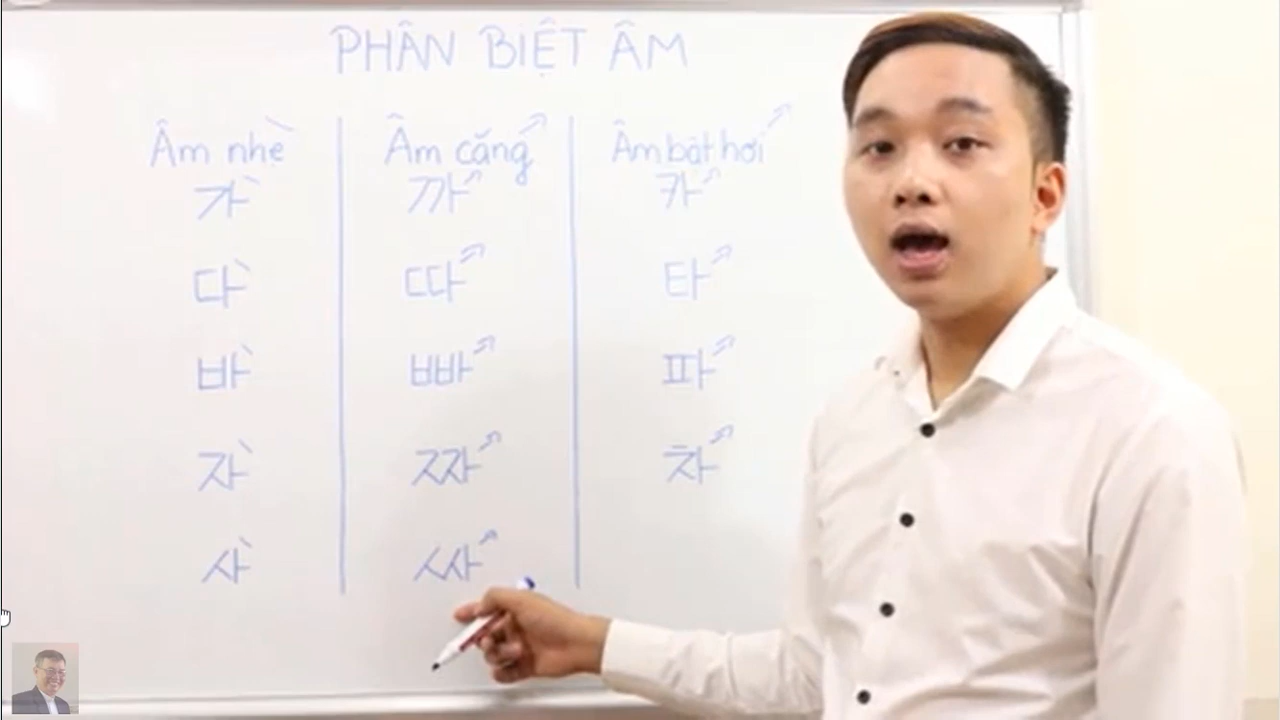 PHÂN BIỆT ÂM
Âm nhẹ Âm căng Âm bật hơi
가 까 카
다 따 타
바 빠 파
자 짜 차
사 싸